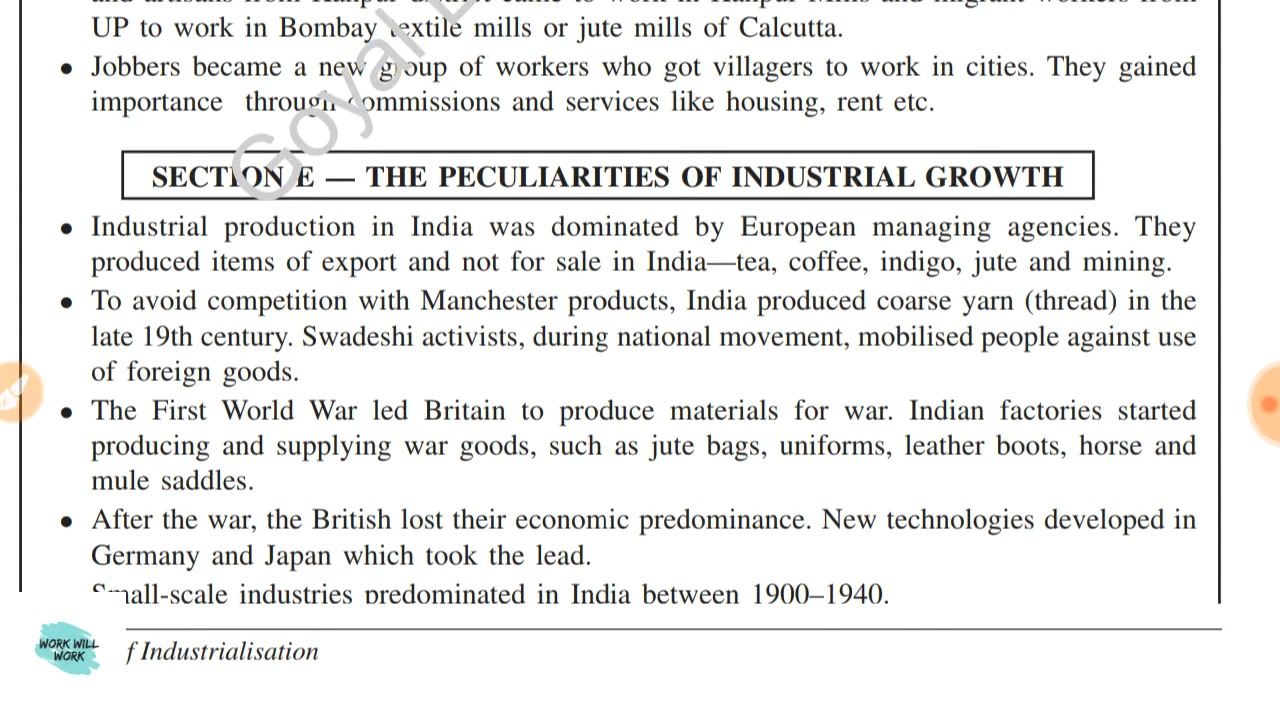 UP to work in Bombay textile mills or jute mills of Calcutta.
• Jobbers became a new group of workers who got villagers to work in cities. They gained
importance through commissions and services like housing, rent etc.
SECTION E — THE PECULIARITIES OF INDUSTRIAL GROWTH
• Industrial production in India was dominated by European managing agencies. They
produced items of export and not for sale in India—tea, coffee, indigo, jute and mining.
• To avoid competition with Manchester products, India produced coarse yarn (thread) in the
late 19th century. Swadeshi activists, during national movement, mobilised people against use
of foreign goods.
• The First World War led Britain to produce materials for war. Indian factories started
producing and supplying war goods, such as jute bags, uniforms, leather boots, horse and
mule saddles.
• After the war, the British lost their economic predominance. New technologies developed in
Germany and Japan which took the lead.
Small-scale industries predominated in India between 1900–1940.
f Industrialisation
WORK WILL
WORK
Goyal